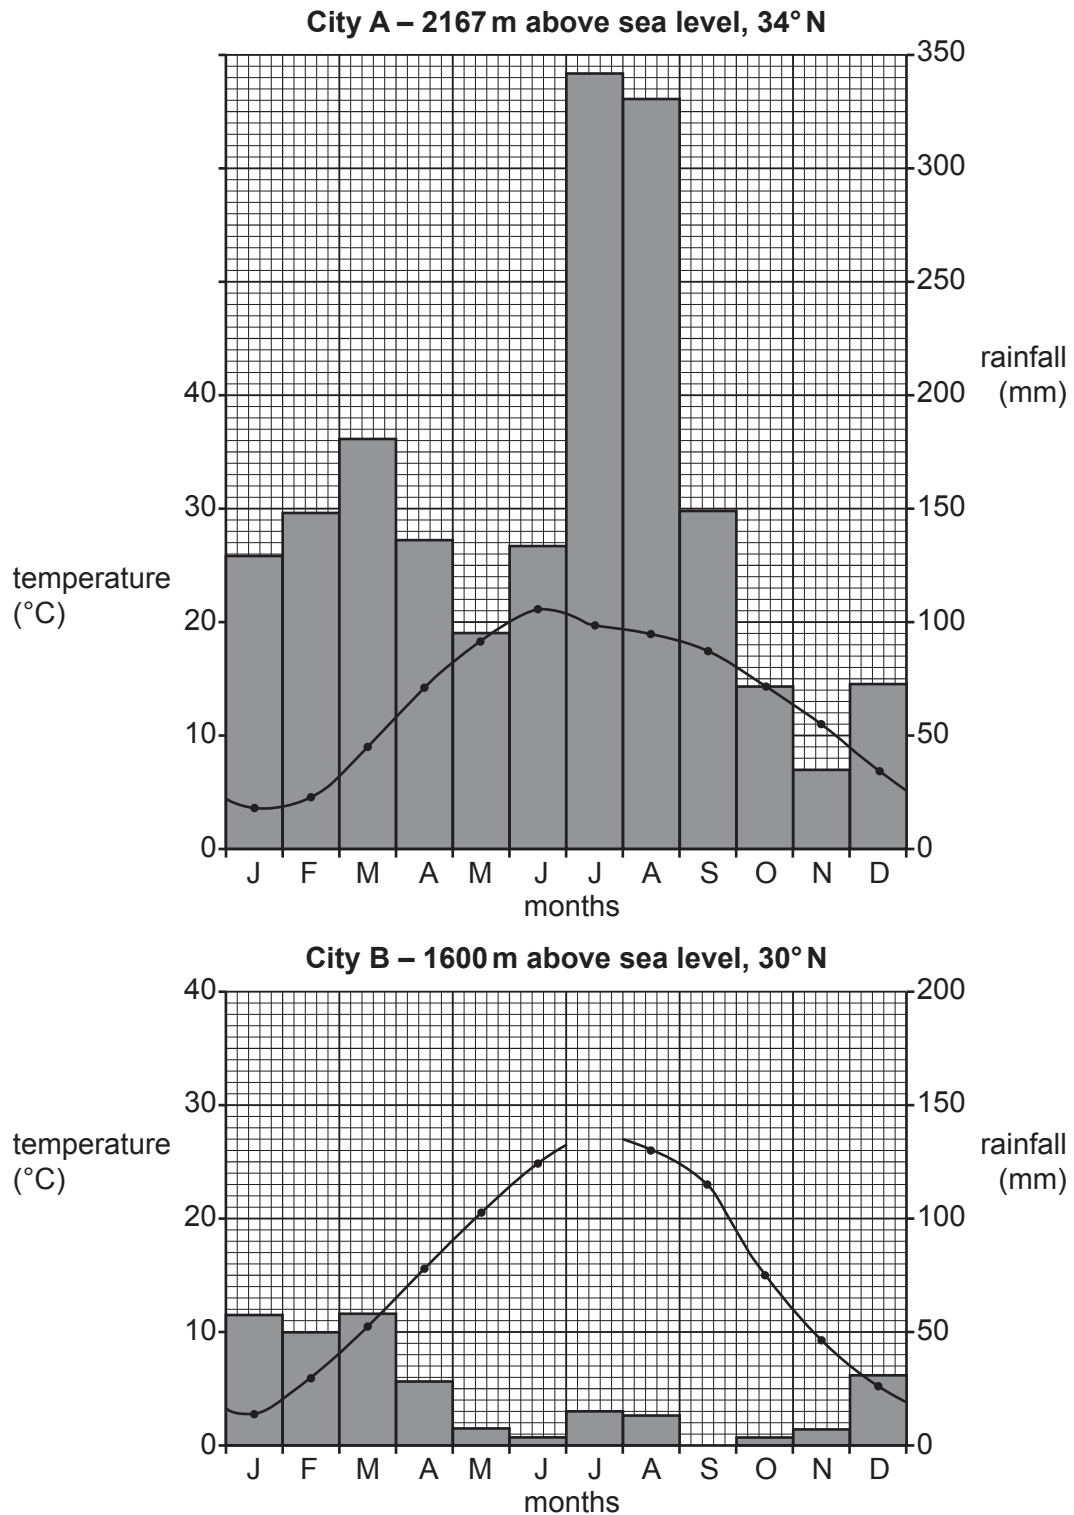 City A – 2167 m above sea level, 34° N
350
300
250
rainfall
(mm)
40
200
30
150
temperature
(°C)
20
100
10
50
0
0
J F M A M J J A S O N D
months
City B – 1600 m above sea level, 30° N
40
200
30
150
temperature
(°C)
rainfall
(mm)
20
100
10
50
0
0
J F M A M J J A S O N D
months